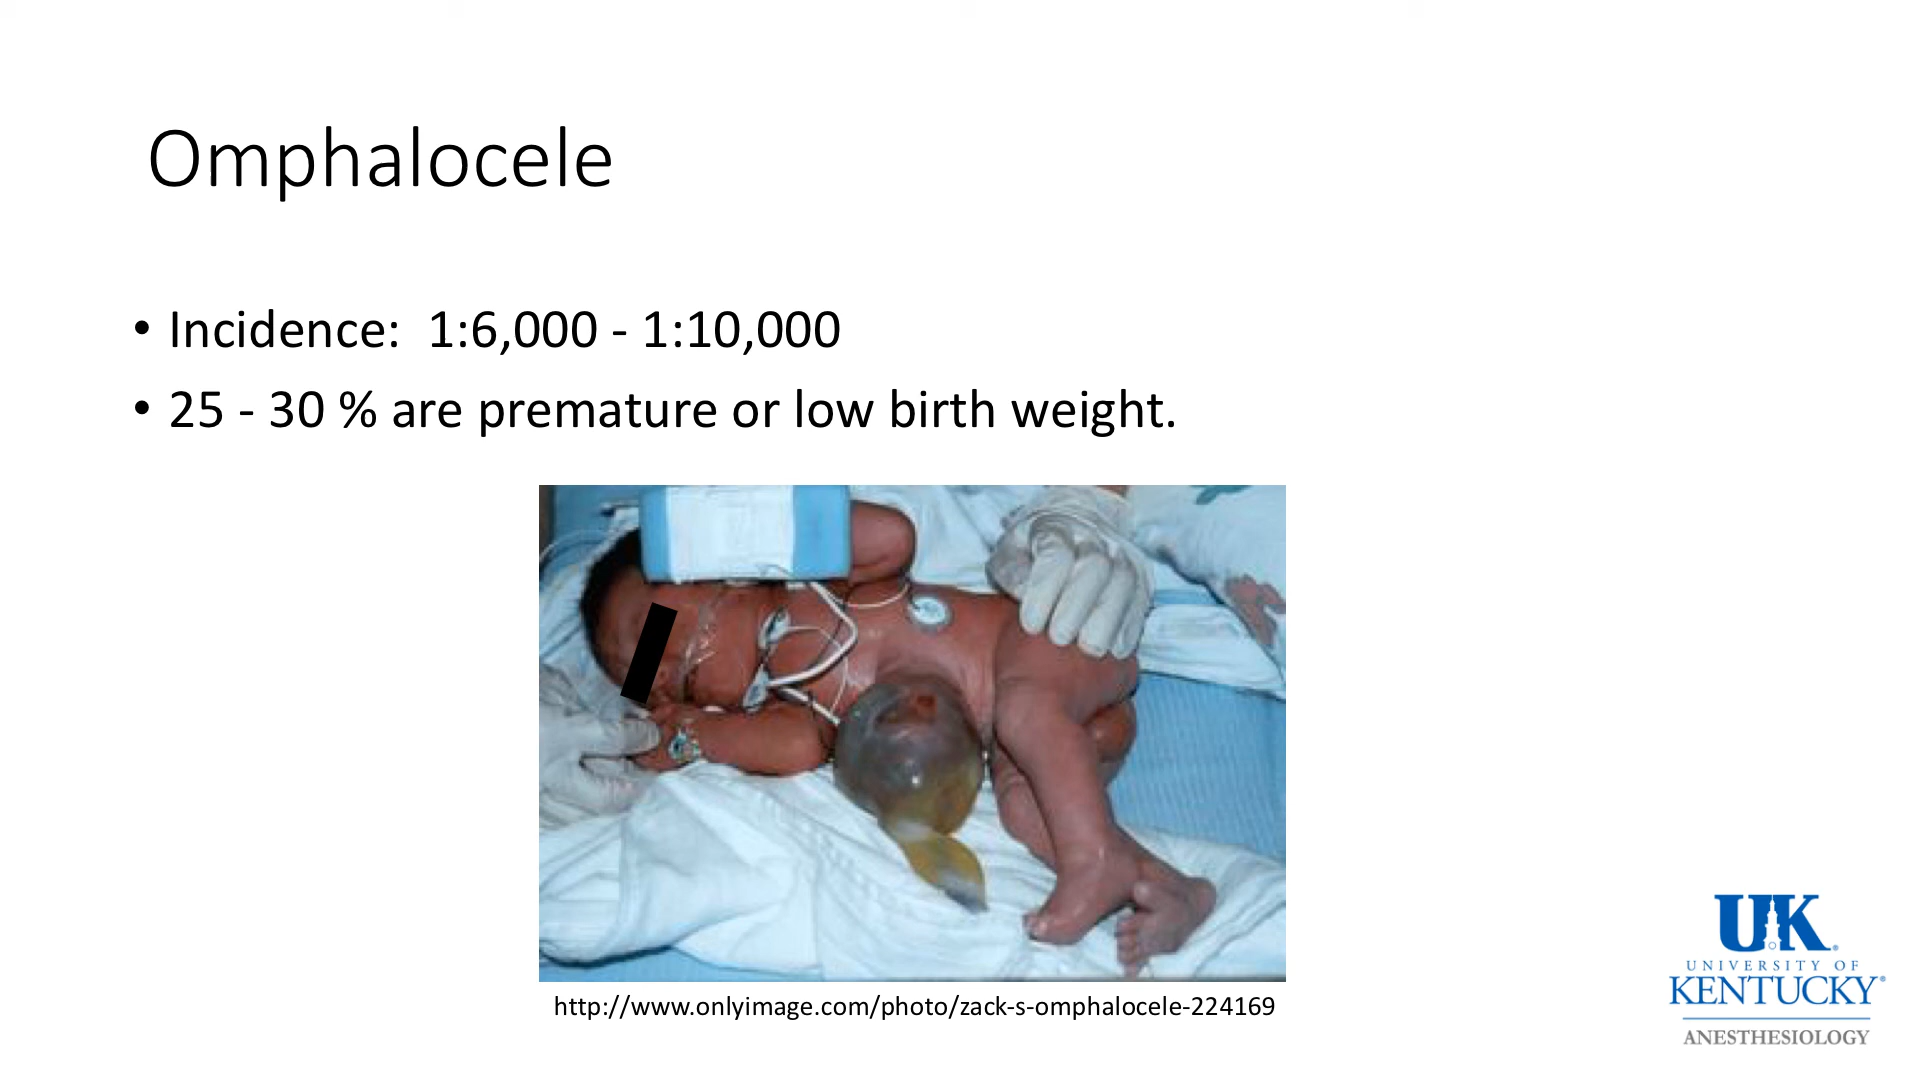 Omphalocele
• Incidence:  1:6,000 - 1:10,000
• 25 - 30 % are premature or low birth weight.
http://www.onlyimage.com/photo/zack-s-omphalocele-224169
UK
UNIVERSITY OF
KENTUCKY®
ANESTHESIOLOGY